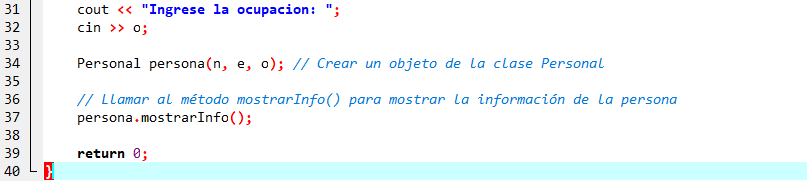 31 cout << "Ingrese la ocupacion: ";
32 cin >> o;
33
34 Personal persona(n, e, o); // Crear un objeto de la clase Personal
35
36 // Llamar al método mostrarInfo() para mostrar la información de la persona
37 persona.mostrarInfo();
38
39 return 0;
40 }